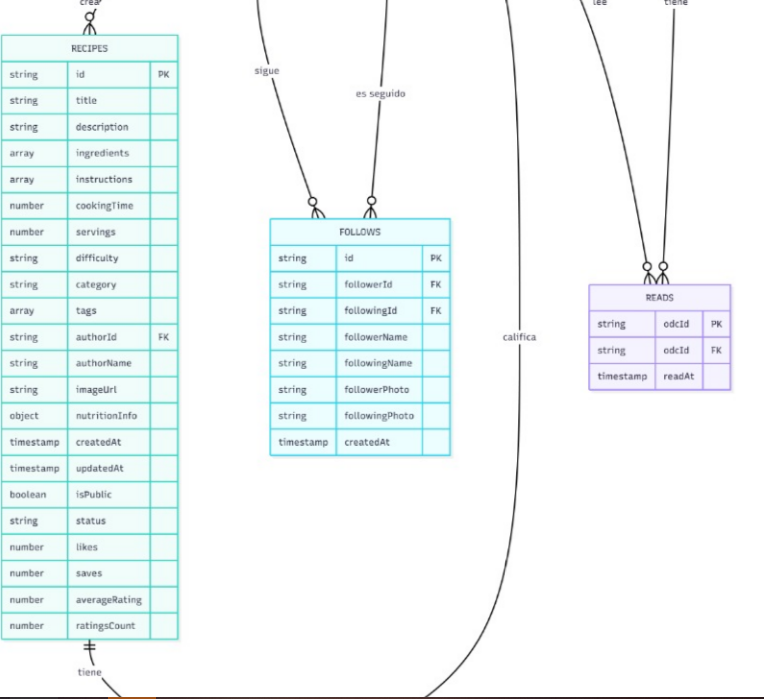 crea
lee
tiene
RECIPES
string id PK
string title
string description
array ingredients
array instructions
number cookingTime
number servings
string difficulty
string category
array tags
string authorId FK
string authorName
string imageUrl
object nutritionInfo
timestamp createdAt
timestamp updatedAt
boolean isPublic
string status
number likes
number saves
number averageRating
number ratingsCount
tiene
sigue
es seguido
FOLLOWS
string id PK
string followerId FK
string followingId FK
string followerName
string followingName
string followerPhoto
string followingPhoto
timestamp createdAt
califica
READS
string odcId PK
string odcId FK
timestamp readAt